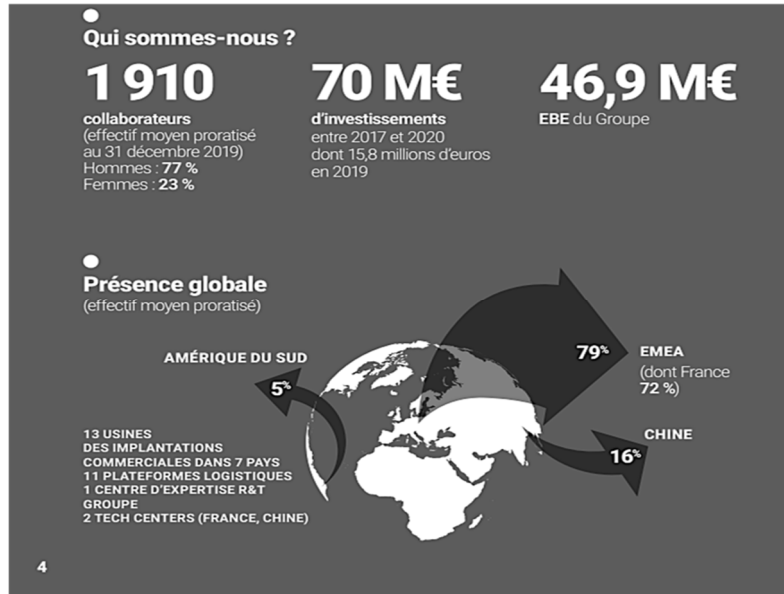 Qui sommes-nous ?
1 910
collaborateurs
(effectif moyen proratisé
au 31 décembre 2019)
Hommes : 77 %
Femmes : 23 %
70 M€
d'investissements
entre 2017 et 2020
dont 15,8 millions d'euros
en 2019
46,9 M€
EBE du Groupe
Présence globale
(effectif moyen proratisé)
AMÉRIQUE DU SUD
5%
79%
EMEA
(dont France
72 %)
CHINE
16%
13 USINES
DES IMPLANTATIONS
COMMERCIALES DANS 7 PAYS
11 PLATEFORMES LOGISTIQUES
1 CENTRE D'EXPERTISE R&T
GROUPE
2 TECH CENTERS (FRANCE, CHINE)
4